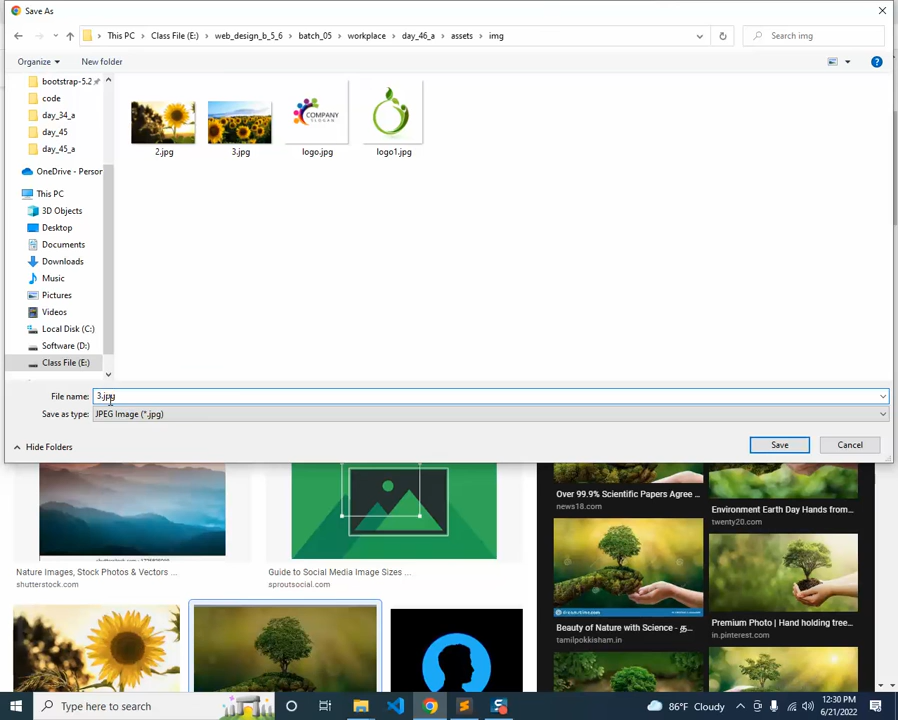 Save As
This PC > Class File (E:) > web_design_b_5_6 > batch_05 > workplace > day_46_a > assets > img
Search img
Organize
New folder
bootstrap-5.2
code
day_34_a
day_45
day_45_a
OneDrive - Person
This PC
3D Objects
Desktop
Documents
Downloads
Music
Pictures
Videos
Local Disk (C:)
Software (D:)
Class File (E:)
COMPANY
2.jpg
3.jpg
logo.jpg
logo1.jpg
File name: 3.jpg
Save as type: JPEG Image (*.jpg)
Hide Folders
Save
Cancel
Nature Images, Stock Photos & Vectors ...
shutterstock.com
Guide to Social Media Image Sizes ...
sproutsocial.com
Over 99.9% Scientific Papers Agree ...
news18.com
Environment Earth Day Hands from...
twenty20.com
Beauty of Nature with Science - த...
tamilpokkisham.in
Premium Photo | Hand holding tree...
in.pinterest.com
Type here to search
86°F Cloudy
12:30 PM
6/21/2022